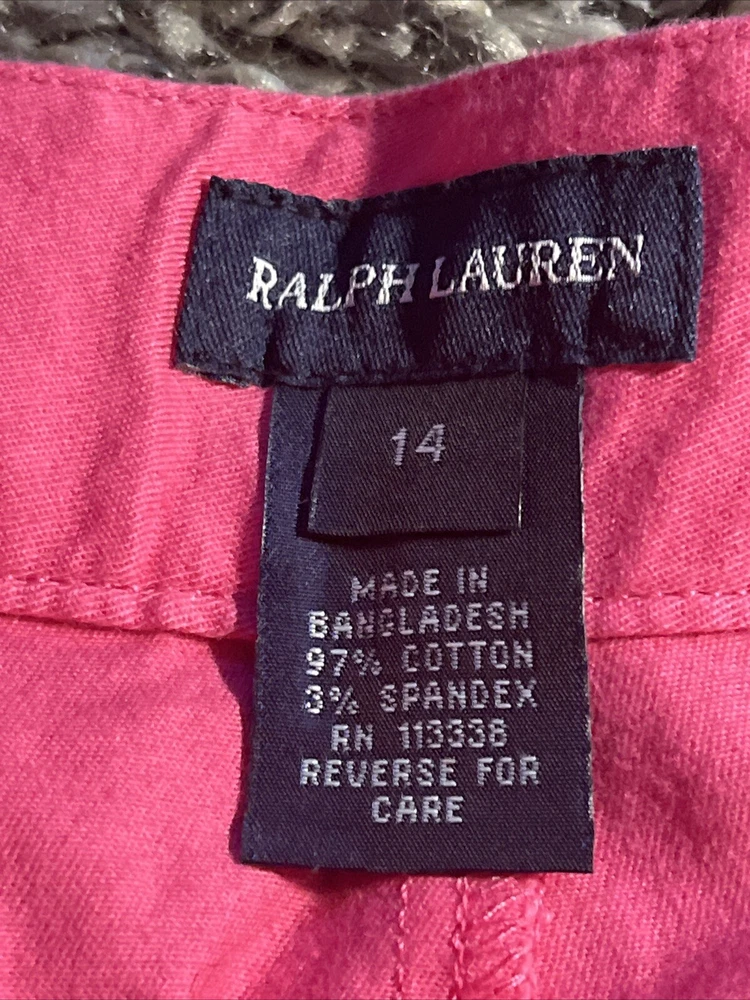 RALPH LAUREN
14
MADE IN
BANGLADESH
97% COTTON
3% SPANDEX
RN 113338
REVERSE FOR
CARE